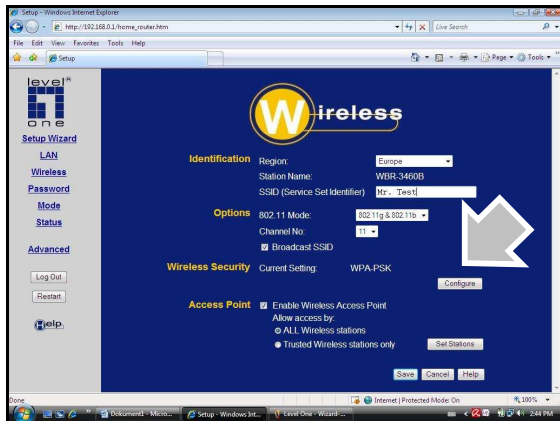 Setup - Windows Internet Explorer
http://192.168.0.1/home_router.htm
Live Search
File Edit View Favorites Tools Help
Setup
Page Tools
level
one
Setup Wizard
LAN
Wireless
Password
Mode
Status
Advanced
Log Out
Restart
Help
Wireless
Identification
Region: Europe
Station Name: WBR-3460B
SSID (Service Set Identifier) Mr. Test
Options
802.11 Mode: 802.11g & 802.11b
Channel No: 11
Broadcast SSID
Wireless Security Current Setting: WPA-PSK
Configure
Access Point Enable Wireless Access Point
Allow access by:
ALL Wireless stations
Trusted Wireless stations only Set Stations
Save Cancel Help
Done Internet | Protected Mode: On 100%
Document1 - Micro... Setup - Windows Int... Level One - Wizard-... 2:44 PM